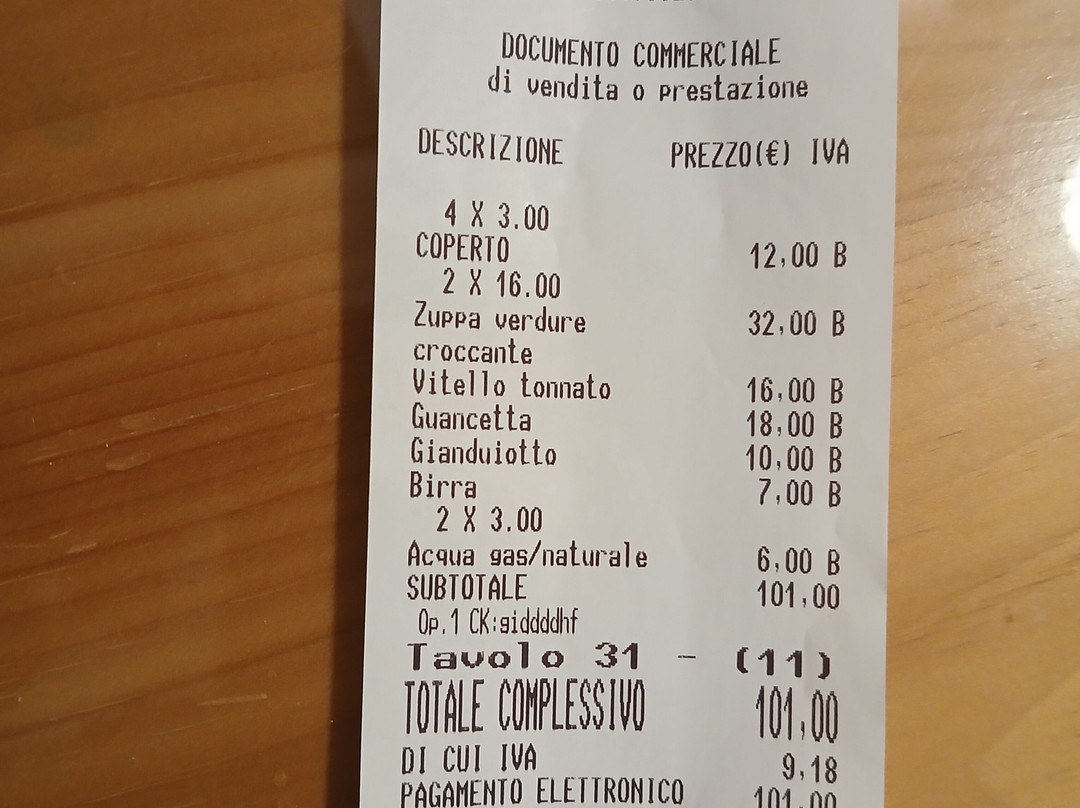 DOCUMENTO COMMERCIALE
di vendita o prestazione
DESCRIZIONE PREZZO(€) IVA
4 X 3.00
COPERTO 12,00 B
2 X 16.00
Zuppa verdure 32,00 B
croccante
Vitello tonnato 16,00 B
Guancetta 18,00 B
Gianduiotto 10,00 B
Birra 7,00 B
2 X 3.00
Acqua gas/naturale 6,00 B
SUBTOTALE 101,00
Op.1 CK:giddddhf
Tavolo 31 - (11)
TOTALE COMPLESSIVO 101,00
DI CUI IVA 9,18
PAGAMENTO ELETTRONICO 101,00